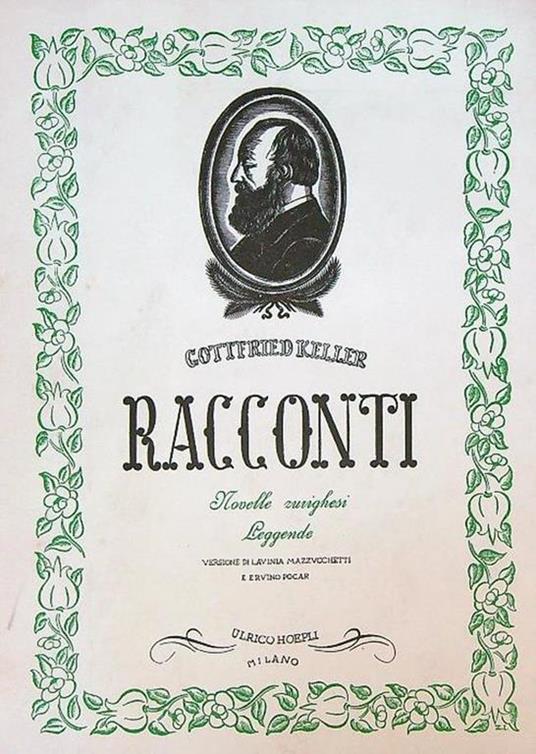 GOTTFRIED KELLER
RACCONTI
Novelle zurighesi
Leggende
VERSIONE DI LAVINIA MAZZUCCHETTI
E ERVINO POCAR
ULRICO HOEPLI
MILANO